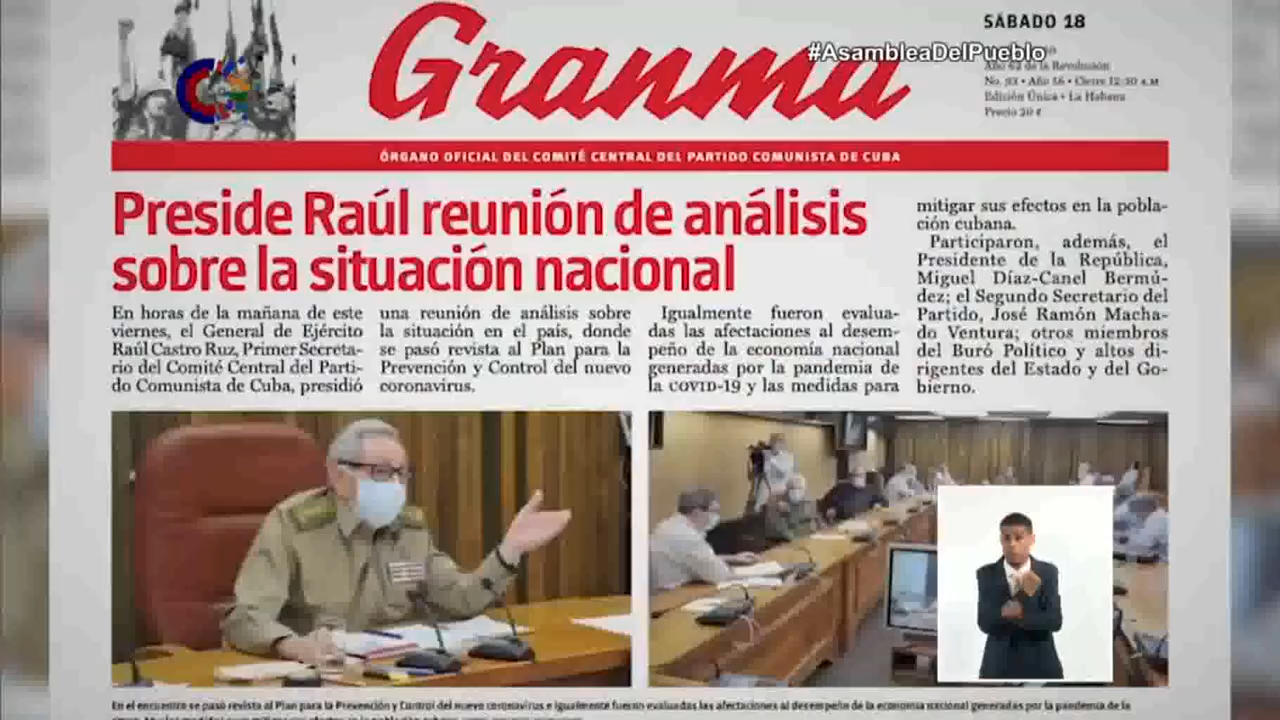 Granma
SÁBADO 18
#AsambleaDelPueblo
Año 62 de la Revolución
No. 93 • Año 56 • Cierre 12:30 a.m
Edición Única • La Habana
Precio 20 ¢
ÓRGANO OFICIAL DEL COMITÉ CENTRAL DEL PARTIDO COMUNISTA DE CUBA
Preside Raúl reunión de análisis
sobre la situación nacional
En horas de la mañana de este
viernes, el General de Ejército
Raúl Castro Ruz, Primer Secreta-
rio del Comité Central del Parti-
do Comunista de Cuba, presidió
una reunión de análisis sobre
la situación en el país, donde
se pasó revista al Plan para la
Prevención y Control del nuevo
coronavirus.
Igualmente fueron evalua-
das las afectaciones al desem-
peño de la economía nacional
generadas por la pandemia de
la COVID-19 y las medidas para
mitigar sus efectos en la pobla-
ción cubana.
Participaron, además, el
Presidente de la República,
Miguel Díaz-Canel Bermú-
dez; el Segundo Secretario del
Partido, José Ramón Macha-
do Ventura; otros miembros
del Buró Político y altos di-
rigentes del Estado y del Go-
bierno.
En el encuentro se pasó revista al Plan para la Prevención y Control del nuevo coronavirus e igualmente fueron evaluadas las afectaciones al desempeño de la economía nacional generadas por la pandemia de la